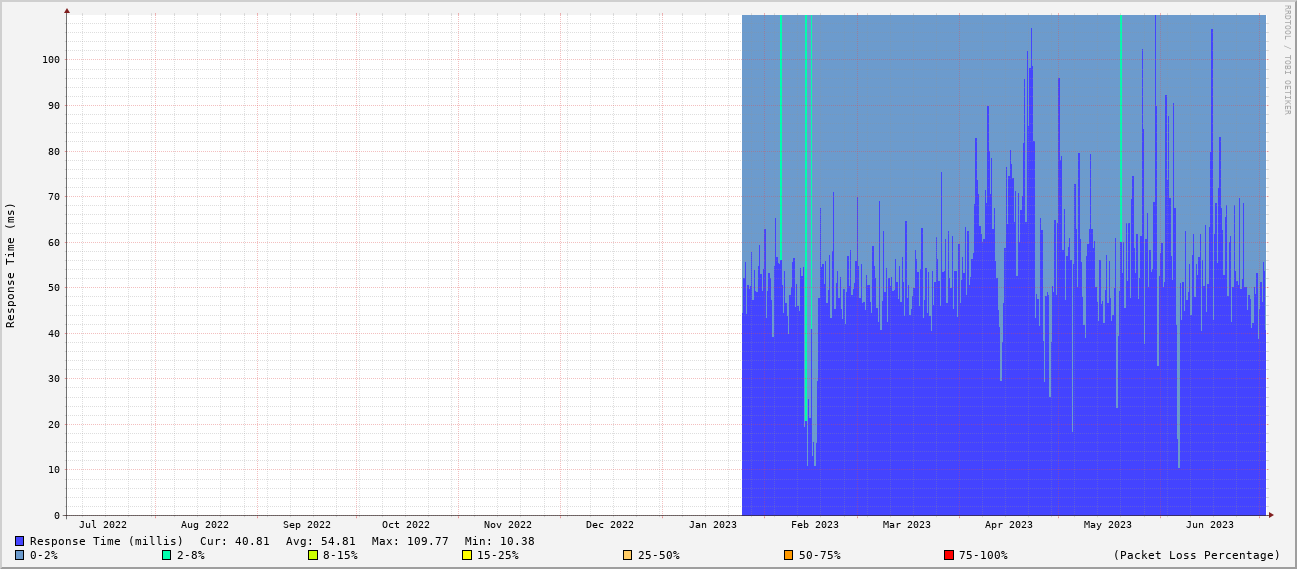 RRDTOOL / TOBI OETIKER
Response Time (ms)
100
90
80
70
60
50
40
30
20
10
0
Jul 2022 Aug 2022 Sep 2022 Oct 2022 Nov 2022 Dec 2022 Jan 2023 Feb 2023 Mar 2023 Apr 2023 May 2023 Jun 2023
Response Time (millis) Cur: 40.81 Avg: 54.81 Max: 109.77 Min: 10.38
0-2% 2-8% 8-15% 15-25% 25-50% 50-75% 75-100% (Packet Loss Percentage)